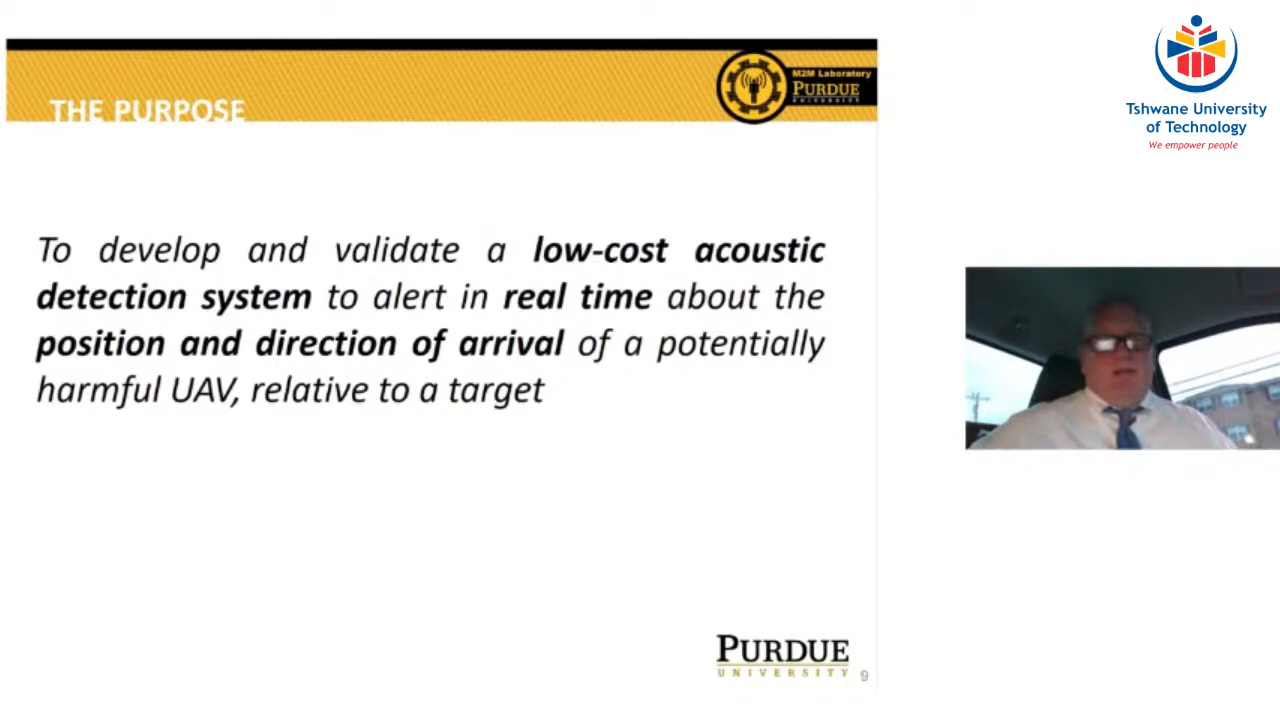 THE PURPOSE
M2M Laboratory
PURDUE
UNIVERSITY
Tshwane University
of Technology
We empower people
To develop and validate a low-cost acoustic
detection system to alert in real time about the
position and direction of arrival of a potentially
harmful UAV, relative to a target
PURDUE
UNIVERSITY
9